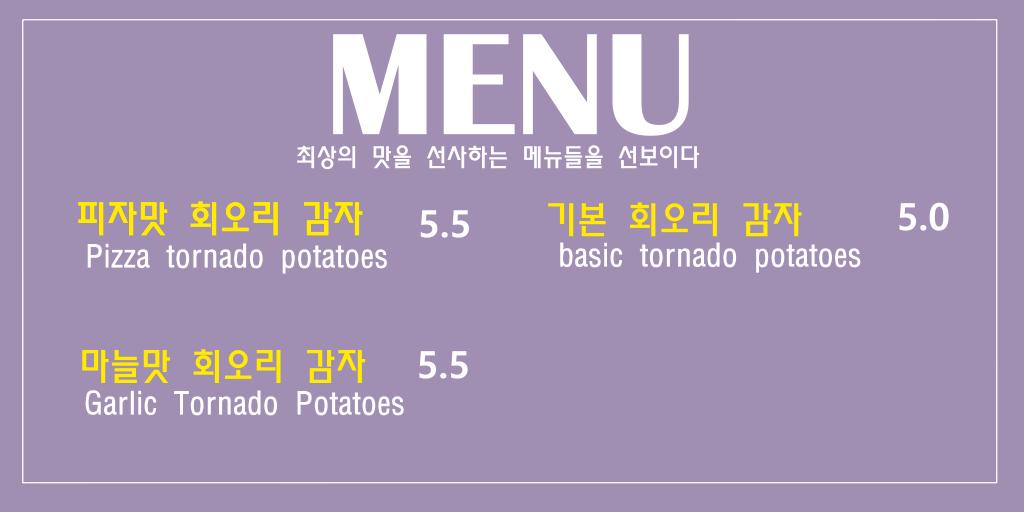 MENU
최상의 맛을 선사하는 메뉴들을 선보이다
피자맛 회오리 감자 5.5
Pizza tornado potatoes
기본 회오리 감자 5.0
basic tornado potatoes
마늘맛 회오리 감자 5.5
Garlic Tornado Potatoes